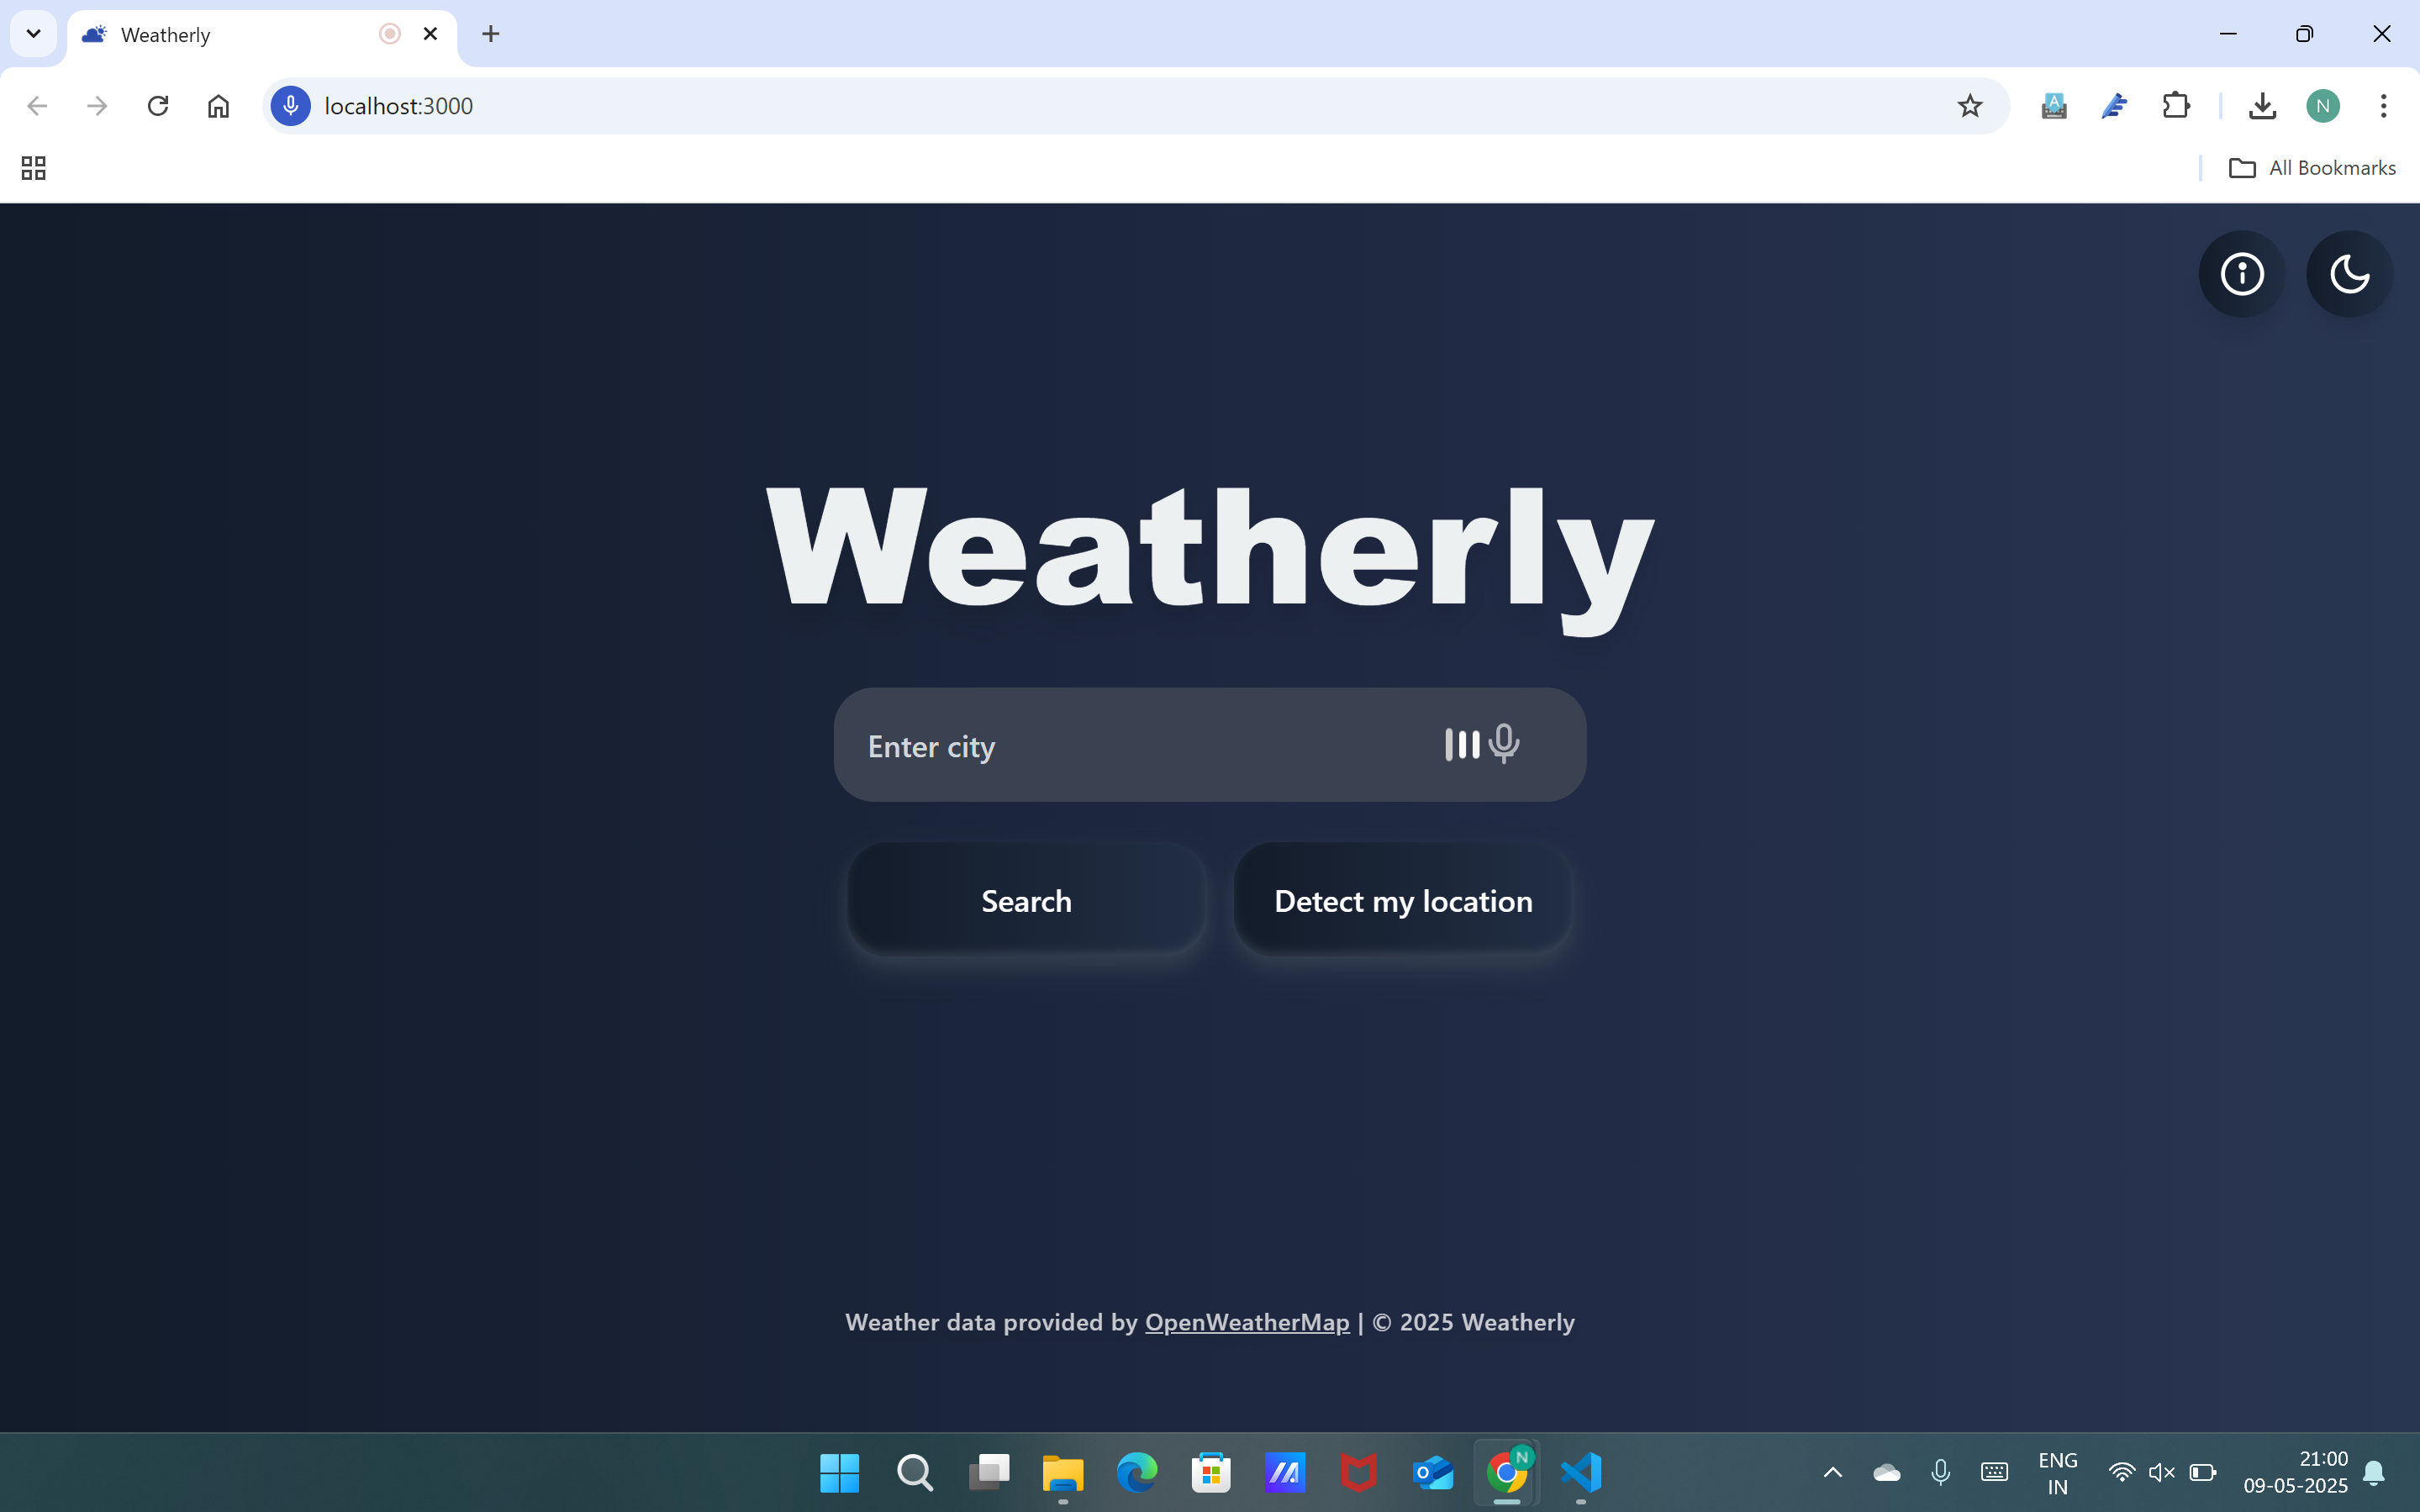 Weatherly
localhost:3000
A
N
All Bookmarks
Weatherly
Enter city
Search
Detect my location
Weather data provided by OpenWeatherMap | © 2025 Weatherly
O
N
ENG
IN
21:00
09-05-2025